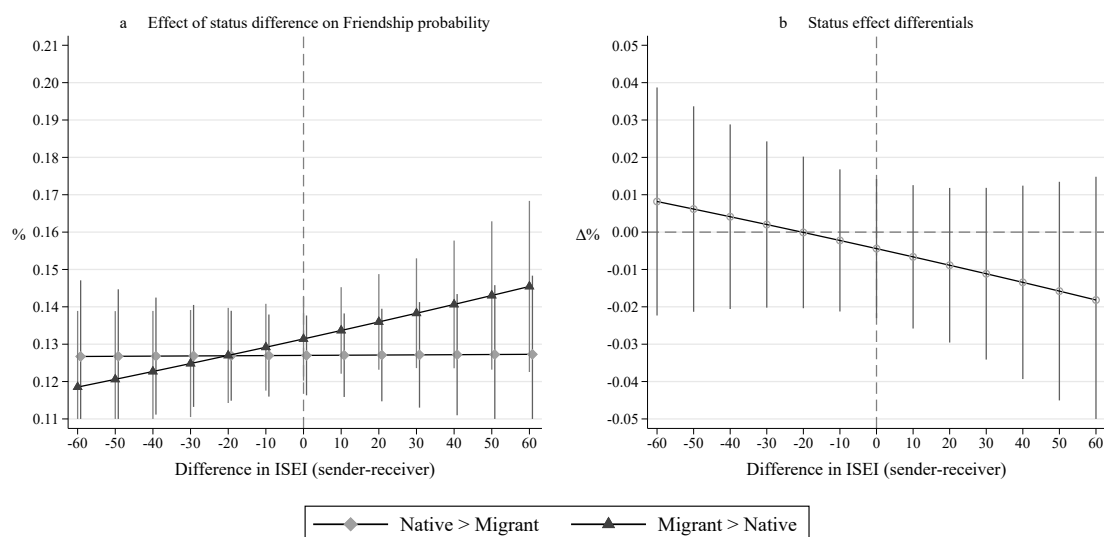 a Effect of status difference on Friendship probability
0.21
0.20
0.19
0.18
0.17
%
0.16
0.15
0.14
0.13
0.12
0.11
-60 -50 -40 -30 -20 -10 0 10 20 30 40 50 60
Difference in ISEI (sender-receiver)
b Status effect differentials
0.05
0.04
0.03
0.02
0.01
Δ%
0.00
-0.01
-0.02
-0.03
-0.04
-0.05
-60 -50 -40 -30 -20 -10 0 10 20 30 40 50 60
Difference in ISEI (sender-receiver)
Native > Migrant Migrant > Native